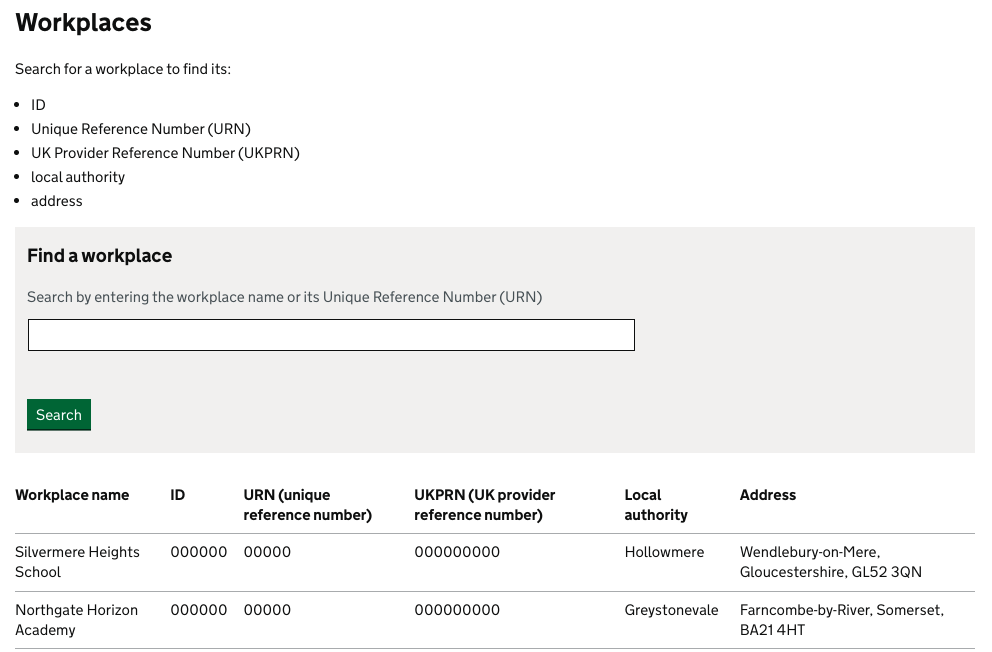 Workplaces
Search for a workplace to find its:
ID
Unique Reference Number (URN)
UK Provider Reference Number (UKPRN)
local authority
address
Find a workplace
Search by entering the workplace name or its Unique Reference Number (URN)
Search
Workplace name ID URN (unique reference number) UKPRN (UK provider reference number) Local authority Address
Silvermere Heights School 000000 00000 000000000 Hollowmere Wendlebury-on-Mere, Gloucestershire, GL52 3QN
Northgate Horizon Academy 000000 00000 000000000 Greystonevale Farncombe-by-River, Somerset, BA21 4HT